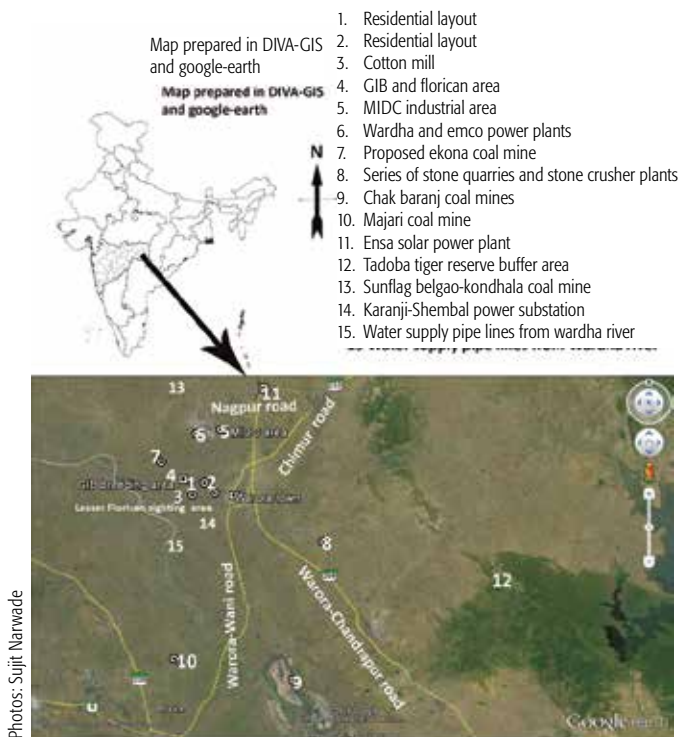 Map prepared in DIVA-GIS
and google-earth
Map prepared in DIVA-GIS
and google-earth
N
1. Residential layout
2. Residential layout
3. Cotton mill
4. GIB and florican area
5. MIDC industrial area
6. Wardha and emco power plants
7. Proposed ekona coal mine
8. Series of stone quarries and stone crusher plants
9. Chak baranj coal mines
10. Majari coal mine
11. Ensa solar power plant
12. Tadoba tiger reserve buffer area
13. Sunflag belgao-kondhala coal mine
14. Karanji-Shembal power substation
15. Water supply pipe lines from wardha river
13
11
Nagpur road
Chimur road
6
5
7
4
1
2
3
Lesser Florican sighting area
14
15
8
12
Warora-Wani road
Warora-Chandrapur road
10
9
Google
Photos: Sujit Narwade